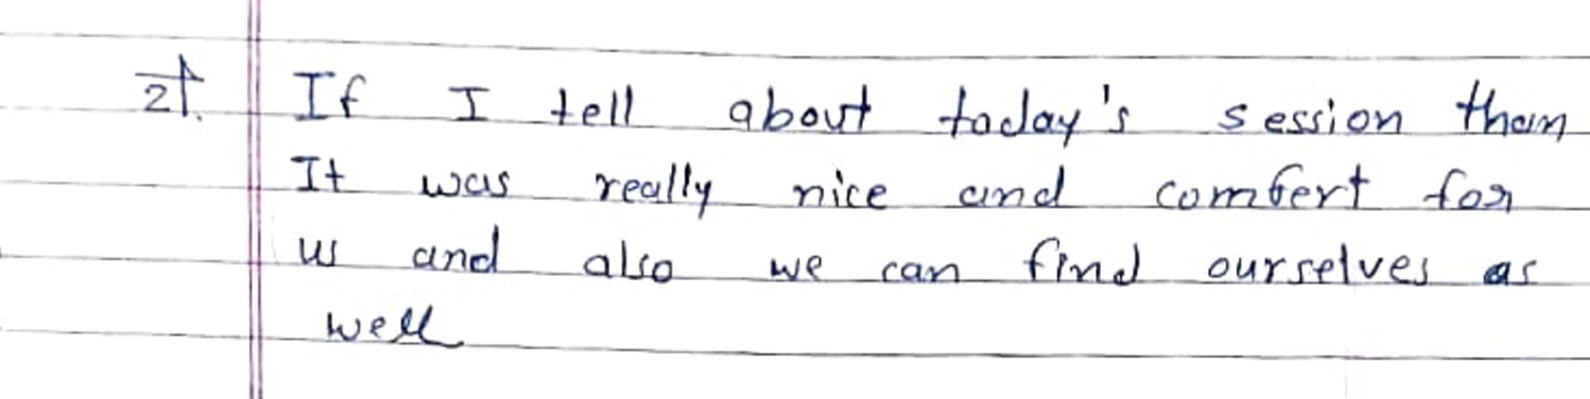 2. If I tell about today's session than
It was really nice and comfert for
us and also we can find ourselves as
well